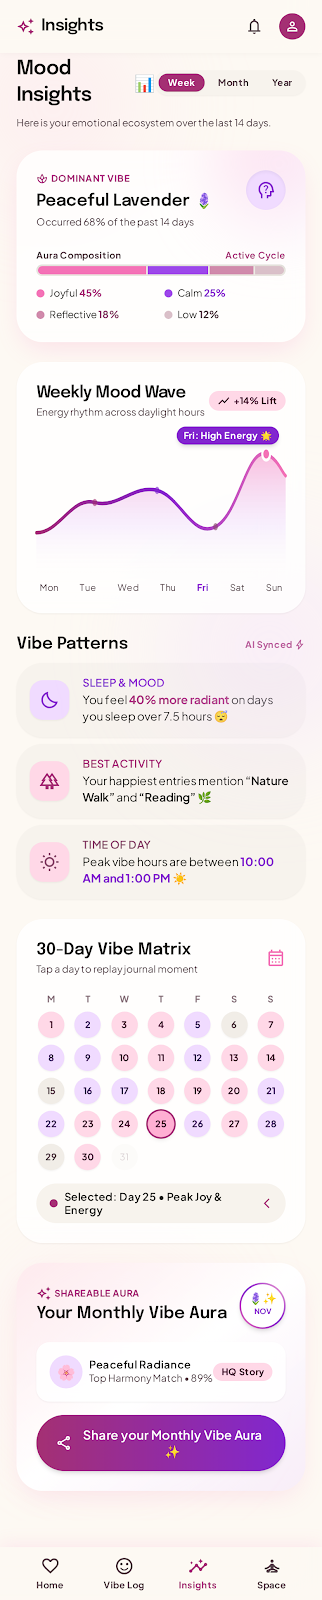 Insights
Mood
Insights
📊 Week Month Year
Here is your emotional ecosystem over the last 14 days.
DOMINANT VIBE
Peaceful Lavender 🪻
Occurred 68% of the past 14 days
Aura Composition Active Cycle
Joyful 45% Calm 25%
Reflective 18% Low 12%
Weekly Mood Wave
+14% Lift
Energy rhythm across daylight hours
Fri: High Energy 🌟
Mon Tue Wed Thu Fri Sat Sun
Vibe Patterns AI Synced
SLEEP & MOOD
You feel 40% more radiant on days
you sleep over 7.5 hours 😴
BEST ACTIVITY
Your happiest entries mention “Nature
Walk” and “Reading” 🌿
TIME OF DAY
Peak vibe hours are between 10:00
AM and 1:00 PM ☀️
30-Day Vibe Matrix
Tap a day to replay journal moment
M T W T F S S
1 2 3 4 5 6 7
8 9 10 11 12 13 14
15 16 17 18 19 20 21
22 23 24 25 26 27 28
29 30 31
Selected: Day 25 • Peak Joy &
Energy
SHAREABLE AURA
Your Monthly Vibe Aura
🪻✨
NOV
Peaceful Radiance
Top Harmony Match • 89%
HQ Story
Share your Monthly Vibe Aura
✨
Home Vibe Log Insights Space